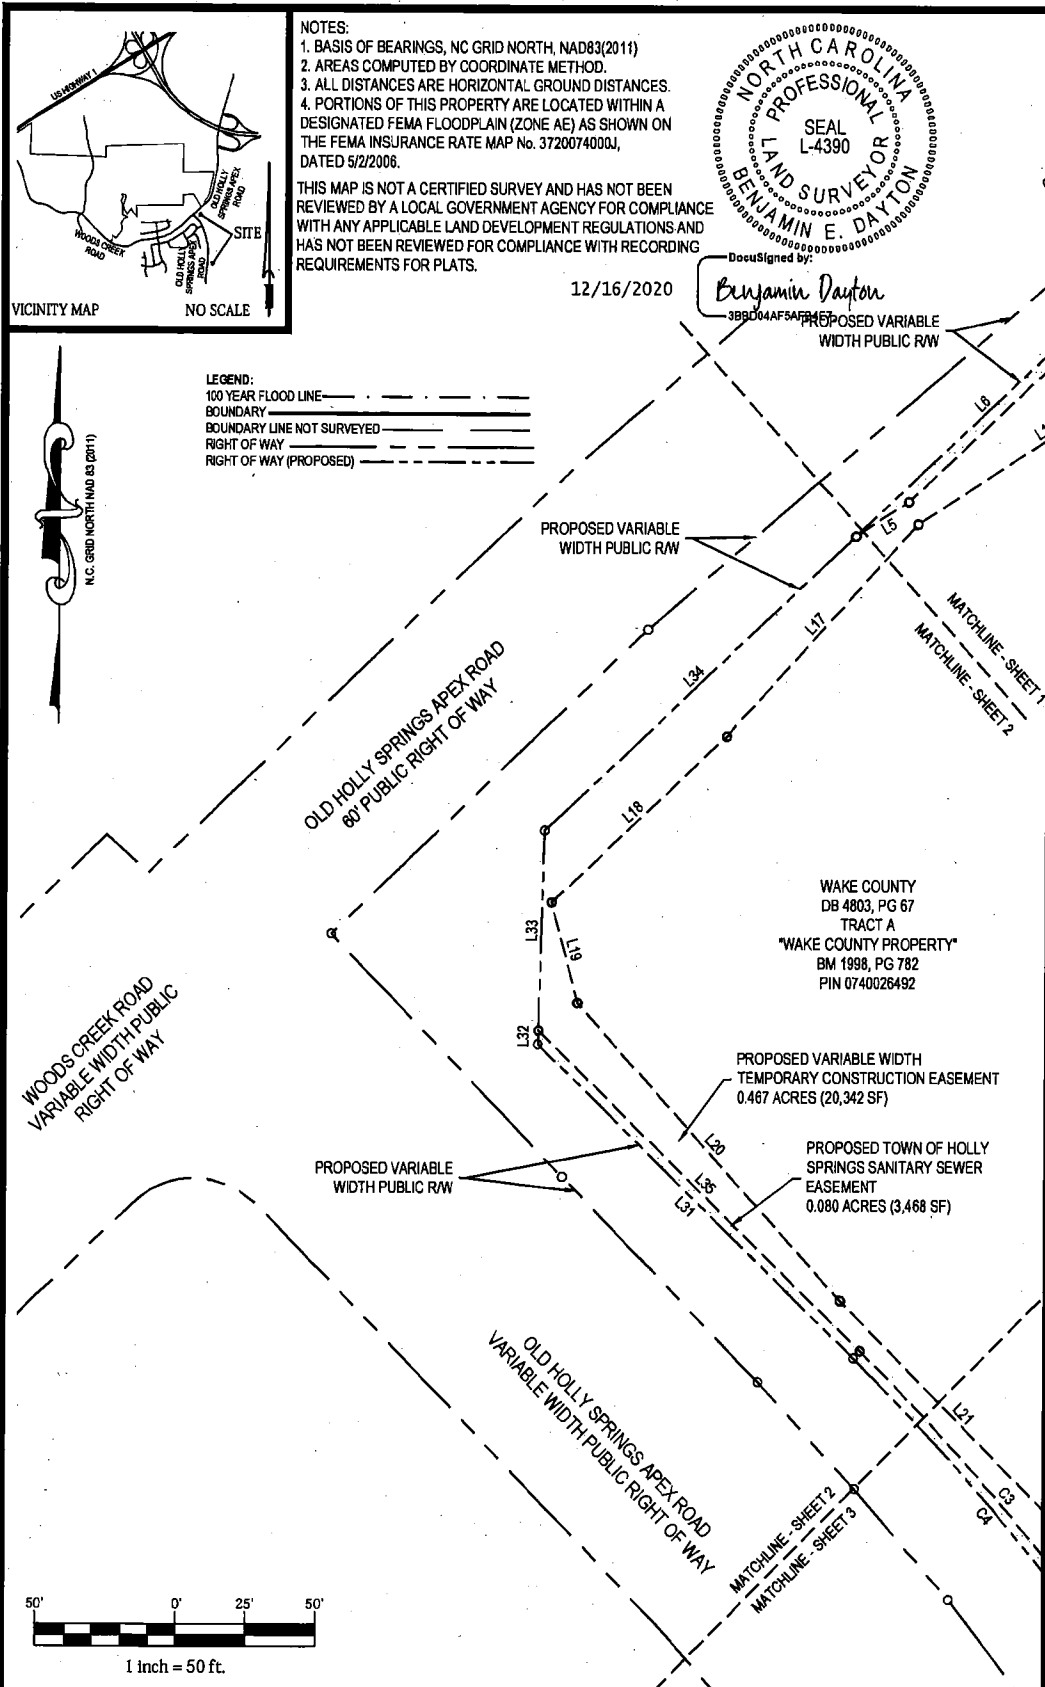 NOTES:
1. BASIS OF BEARINGS, NC GRID NORTH, NAD83(2011)
2. AREAS COMPUTED BY COORDINATE METHOD.
3. ALL DISTANCES ARE HORIZONTAL GROUND DISTANCES.
4. PORTIONS OF THIS PROPERTY ARE LOCATED WITHIN A
DESIGNATED FEMA FLOODPLAIN (ZONE AE) AS SHOWN ON
THE FEMA INSURANCE RATE MAP No. 3720074000J,
DATED 5/2/2006.
THIS MAP IS NOT A CERTIFIED SURVEY AND HAS NOT BEEN
REVIEWED BY A LOCAL GOVERNMENT AGENCY FOR COMPLIANCE
WITH ANY APPLICABLE LAND DEVELOPMENT REGULATIONS AND
HAS NOT BEEN REVIEWED FOR COMPLIANCE WITH RECORDING
REQUIREMENTS FOR PLATS.
12/16/2020
NORTH CAROLINA
PROFESSIONAL
SEAL
L-4390
LAND SURVEYOR
BENJAMIN E. DAYTON
DocuSigned by:
Benjamin Dayton
US HIGHWAY 1
OLD HOLLY
SPRINGS APEX
ROAD
SITE
WOODS CREEK
ROAD
OLD HOLLY
SPRINGS APEX
ROAD
VICINITY MAP
NO SCALE
N.C. GRID NORTH NAD 83 (2011)
LEGEND:
100 YEAR FLOOD LINE
BOUNDARY
BOUNDARY LINE NOT SURVEYED
RIGHT OF WAY
RIGHT OF WAY (PROPOSED)
PROPOSED VARIABLE
WIDTH PUBLIC R/W
L6
L5
PROPOSED VARIABLE
WIDTH PUBLIC R/W
L17
MATCHLINE - SHEET 1
MATCHLINE - SHEET 2
L34
OLD HOLLY SPRINGS APEX ROAD
60' PUBLIC RIGHT OF WAY
L18
L33
L19
L32
WAKE COUNTY
DB 4803, PG 67
TRACT A
"WAKE COUNTY PROPERTY"
BM 1998, PG 782
PIN 0740026492
WOODS CREEK ROAD
VARIABLE WIDTH PUBLIC
RIGHT OF WAY
PROPOSED VARIABLE WIDTH
TEMPORARY CONSTRUCTION EASEMENT
0.467 ACRES (20,342 SF)
L20
PROPOSED TOWN OF HOLLY
SPRINGS SANITARY SEWER
EASEMENT
0.080 ACRES (3,468 SF)
PROPOSED VARIABLE
WIDTH PUBLIC R/W
L35
L31
OLD HOLLY SPRINGS APEX ROAD
VARIABLE WIDTH PUBLIC RIGHT OF WAY
L21
C3
C4
MATCHLINE - SHEET 2
MATCHLINE - SHEET 3
50' 0' 25' 50'
1 inch = 50 ft.